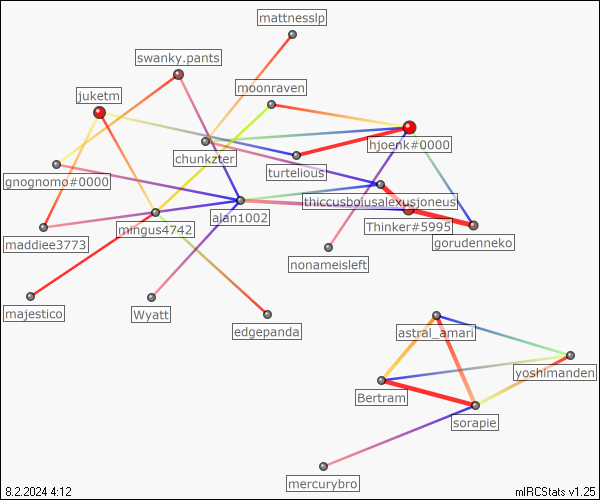 mattnesslp
swanky.pants
moonraven
juketm
hjoenk#0000
chunkzter
turtelious
gnognomo#0000
thiccusbolusalexusjoneus
alan1002
Thinker#5995
mingus4742
maddiee3773
gorudenneko
nonameisleft
majestico
Wyatt
edgepanda
astral_amari
yoshimanden
Bertram
sorapie
mercurybro
8.2.2024 4:12
mIRCStats v1.25